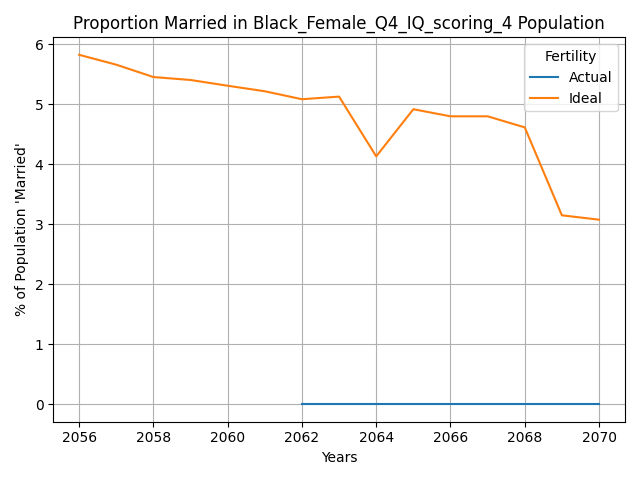 Proportion Married in Black_Female_Q4_IQ_scoring_4 Population
% of Population 'Married'
6
5
4
3
2
1
0
Fertility
Actual
Ideal
2056 2058 2060 2062 2064 2066 2068 2070
Years